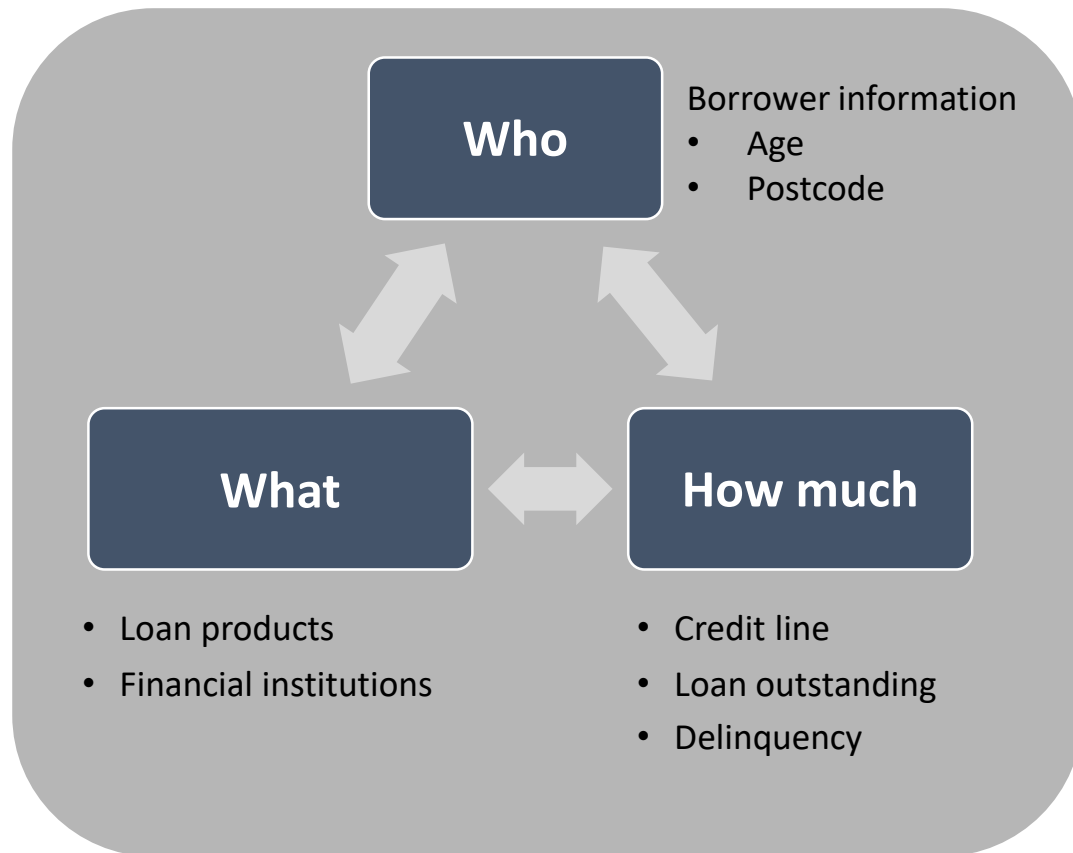 Who
Borrower information
• Age
• Postcode
What
• Loan products
• Financial institutions
How much
• Credit line
• Loan outstanding
• Delinquency